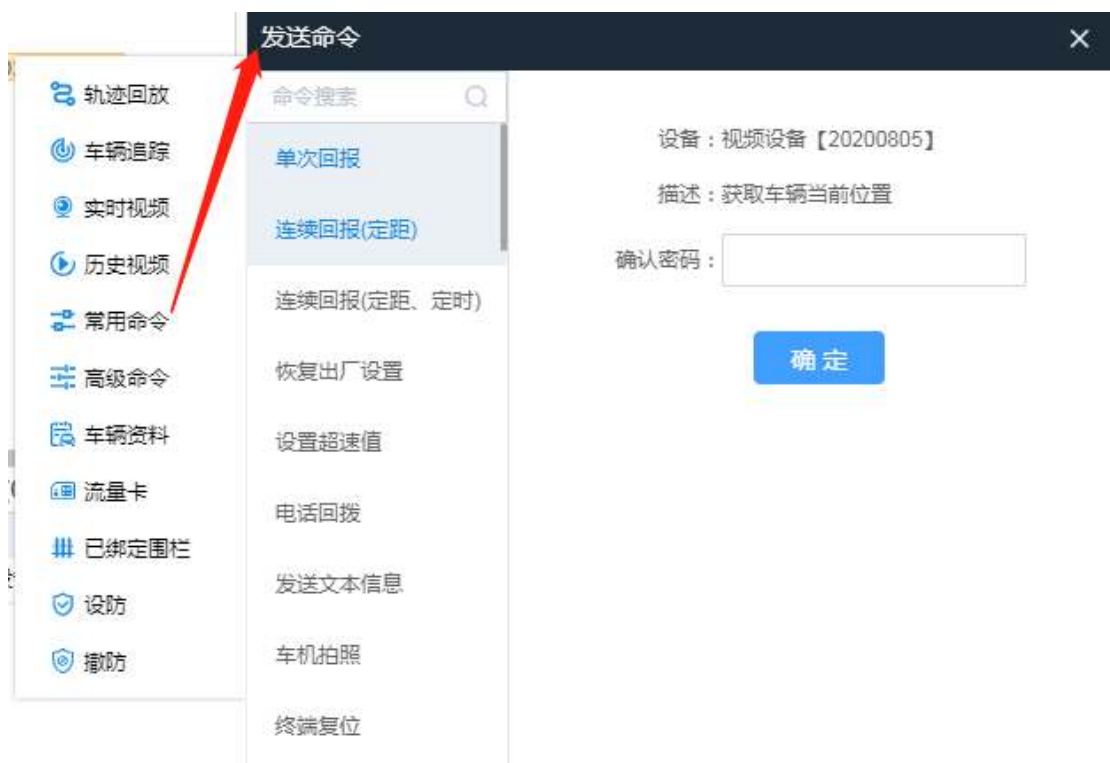 发送命令
轨迹回放
车辆追踪
实时视频
历史视频
常用命令
高级命令
车辆资料
流量卡
已绑定围栏
设防
撤防
命令搜索
单次回报
连续回报(定距)
连续回报(定距、定时)
恢复出厂设置
设置超速值
电话回拨
发送文本信息
车机拍照
终端复位
设备：视频设备【20200805】
描述：获取车辆当前位置
确认密码：
确定